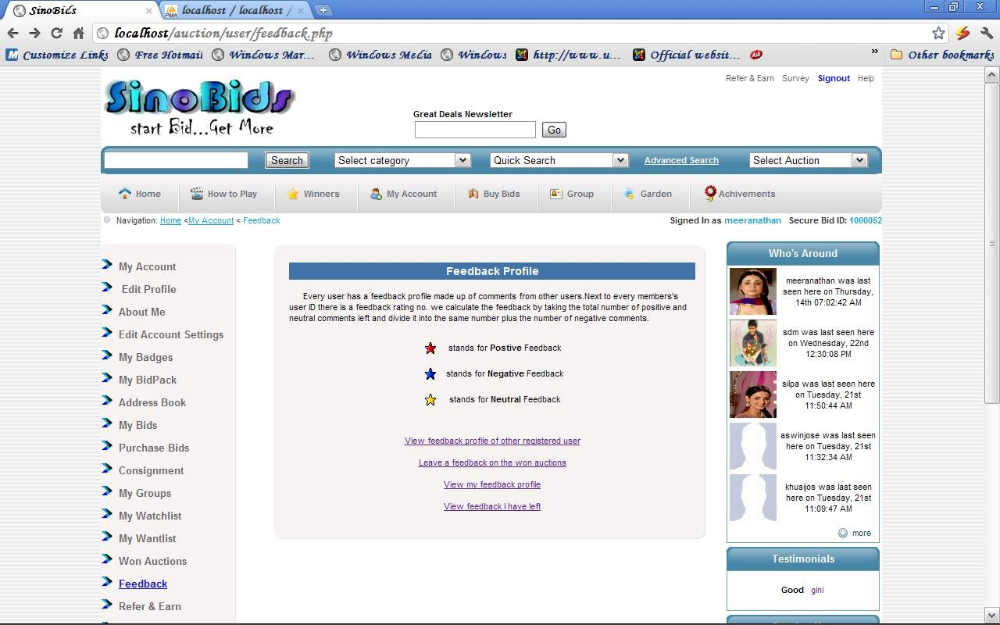 SinoBids
PMA localhost / localhost /
localhost/auction/user/feedback.php
Customize Links Free Hotmail Windows Mar... Windows Media Windows http://www.u... Official websit... Ask » Other bookmarks
Refer & Earn Survey Signout Help
SinoBids
start Bid...Get More
Great Deals Newsletter
Go
Search Select category Quick Search Advanced Search Select Auction
Home How to Play Winners My Account Buy Bids Group Garden Achivements
Navigation: Home <My Account < Feedback
Signed In as meeranathan Secure Bid ID: 1000052
My Account
Edit Profile
About Me
Edit Account Settings
My Badges
My BidPack
Address Book
My Bids
Purchase Bids
Consignment
My Groups
My Watchlist
My Wantlist
Won Auctions
Feedback
Refer & Earn
Feedback Profile
Every user has a feedback profile made up of comments from other users.Next to every members's
user ID there is a feedback rating no. we calculate the feedback by taking the total number of positive and
neutral comments left and divide it into the same number plus the number of negative comments.
stands for Postive Feedback
stands for Negative Feedback
stands for Neutral Feedback
View feedback profile of other registered user
Leave a feedback on the won auctions
View my feedback profile
View feedback I have left
Who's Around
meeranathan was last
seen here on Thursday,
14th 07:02:42 AM
sdm was last seen here
on Wednesday, 22nd
12:30:08 PM
silpa was last seen here
on Tuesday, 21st
11:50:44 AM
aswinjose was last seen
here on Tuesday, 21st
11:32:34 AM
khusijos was last seen
here on Tuesday, 21st
11:09:47 AM
more
Testimonials
Good gini